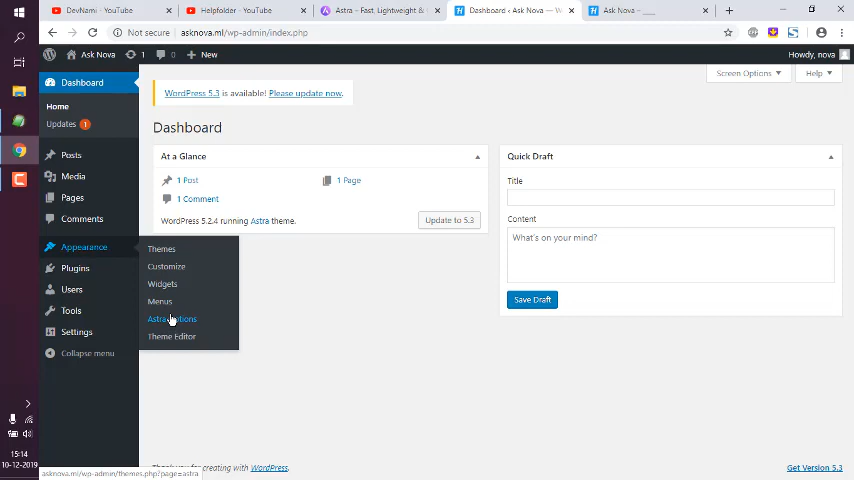 DevNami - YouTube
Helpfolder - YouTube
Astra – Fast, Lightweight &
Dashboard ‹ Ask Nova — W
Ask Nova – ____
Not secure
asknova.ml/wp-admin/index.php
Ask Nova
1
0
New
Howdy, nova
Dashboard
Screen Options
Help
WordPress 5.3 is available! Please update now.
Home
Updates 1
Dashboard
Posts
At a Glance
Quick Draft
Media
1 Post
1 Page
Title
Pages
1 Comment
Comments
WordPress 5.2.4 running Astra theme.
Update to 5.3
Content
What's on your mind?
Appearance
Themes
Customize
Plugins
Widgets
Users
Menus
Save Draft
Tools
Theme Editor
Settings
Collapse menu
15:14
10-12-2019
creating with WordPress.
Get Version 5.3
asknova.ml/wp-admin/themes.php?page=astra